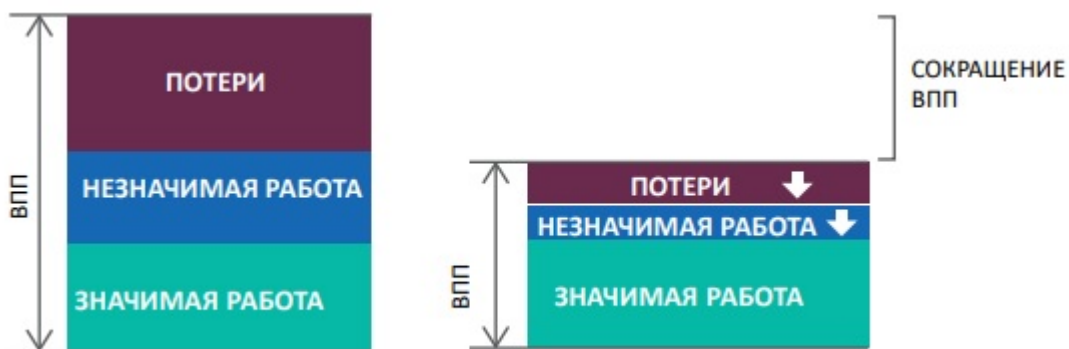 ВПП
ПОТЕРИ
НЕЗНАЧИМАЯ РАБОТА
ЗНАЧИМАЯ РАБОТА
ВПП
ПОТЕРИ
НЕЗНАЧИМАЯ РАБОТА
ЗНАЧИМАЯ РАБОТА
СОКРАЩЕНИЕ
ВПП